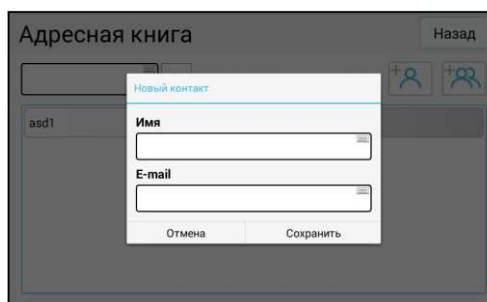 Адресная книга
Назад
Новый контакт
asd1
Имя
E-mail
Отмена
Сохранить